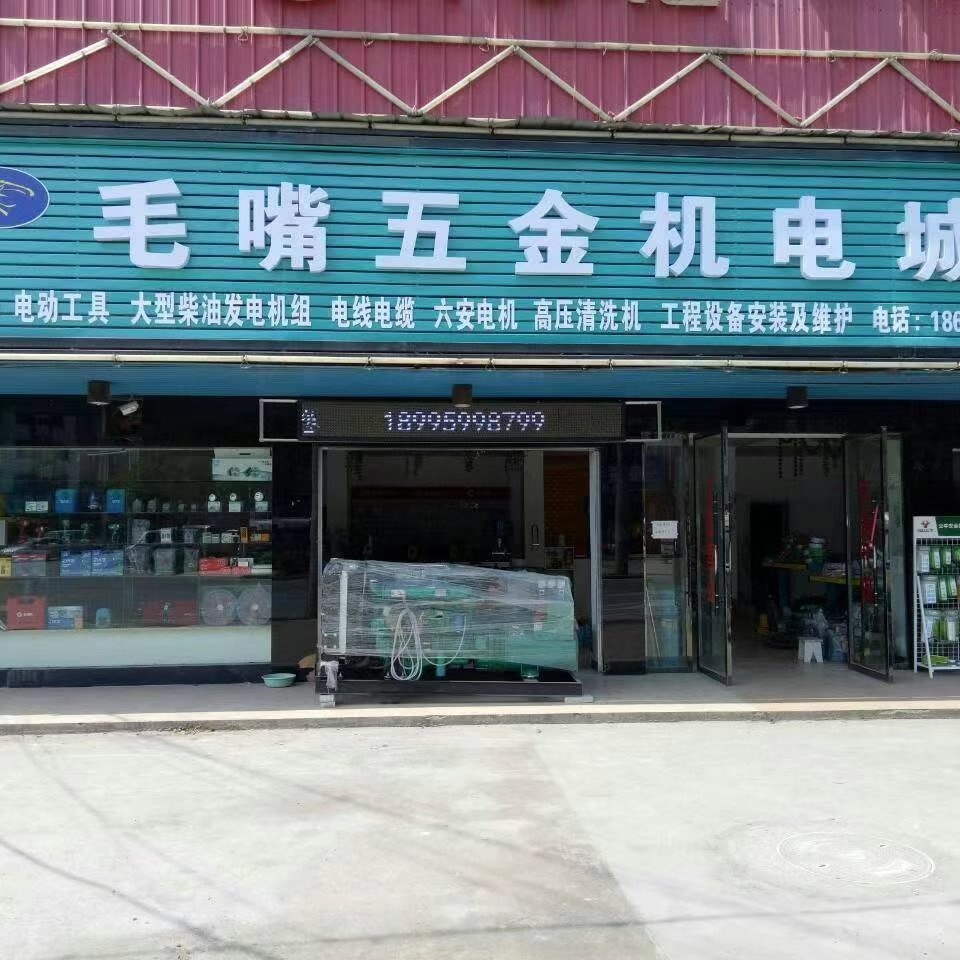 毛嘴五金机电城
电动工具 大型柴油发电机组 电线电缆 六安电机 高压清洗机 工程设备安装及维护 电话：186
18995998799